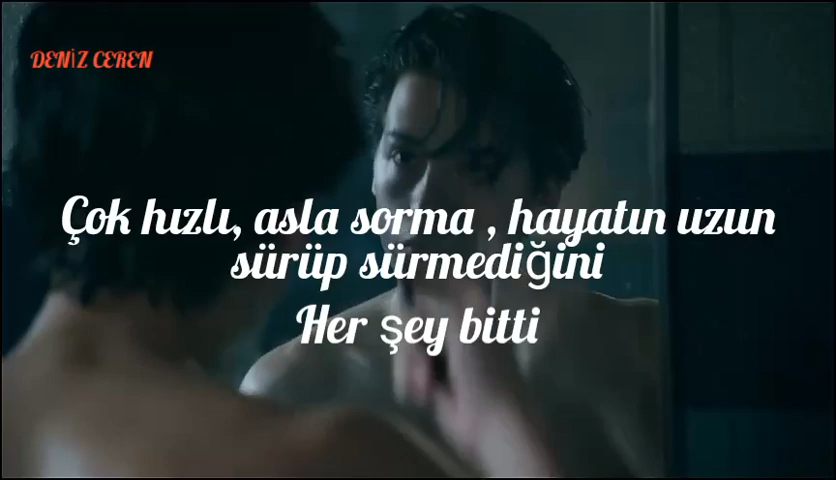 DENİZ CEREN
Çok hızlı, asla sorma , hayatın uzun
sürüp sürmediğini
Her şey bitti